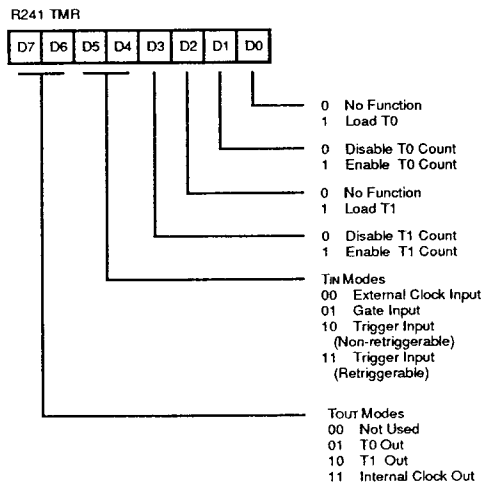 R241 TMR
D7 D6 D5 D4 D3 D2 D1 D0
0 No Function
1 Load T0
0 Disable T0 Count
1 Enable T0 Count
0 No Function
1 Load T1
0 Disable T1 Count
1 Enable T1 Count
TIN Modes
00 External Clock Input
01 Gate Input
10 Trigger Input
(Non-retriggerable)
11 Trigger Input
(Retriggerable)
TOUT Modes
00 Not Used
01 T0 Out
10 T1 Out
11 Internal Clock Out